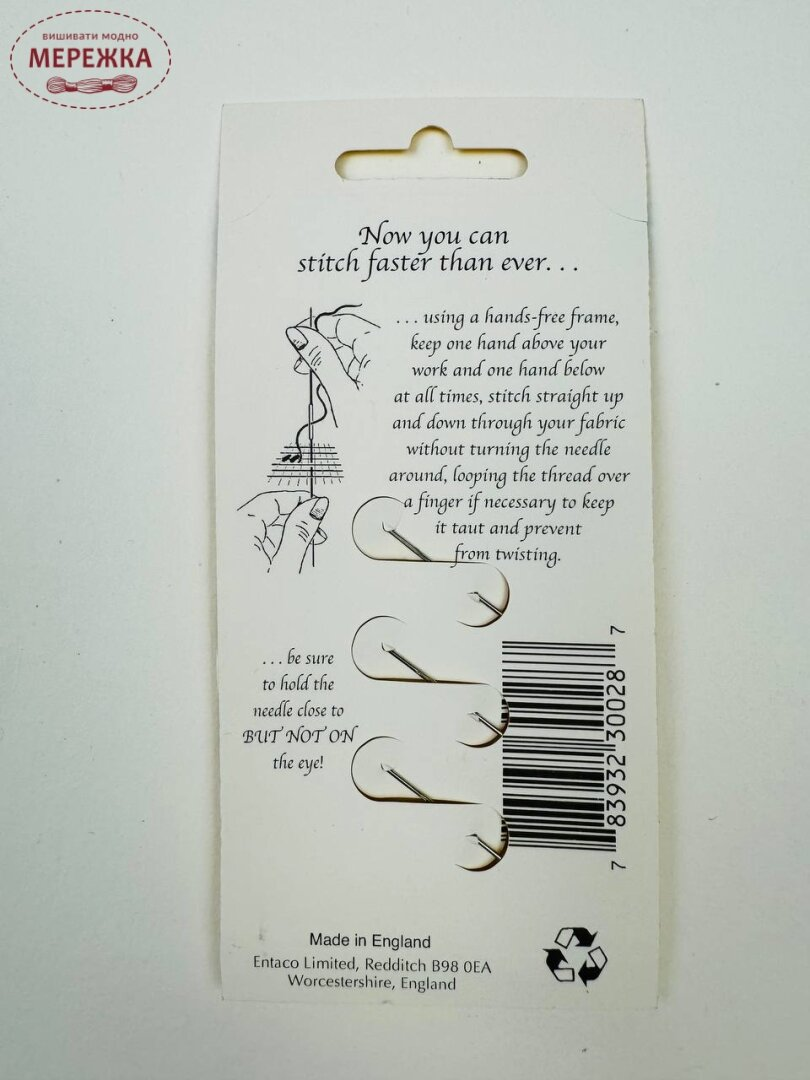 вишивати модно
МЕРЕЖКА
Now you can
stitch faster than ever. . .
. . . using a hands-free frame,
keep one hand above your
work and one hand below
at all times, stitch straight up
and down through your fabric
without turning the needle
around, looping the thread over
a finger if necessary to keep
it taut and prevent
from twisting.
. . . be sure
to hold the
needle close to
BUT NOT ON
the eye!
7 83932 30028 7
Made in England
Entaco Limited, Redditch B98 0EA
Worcestershire, England